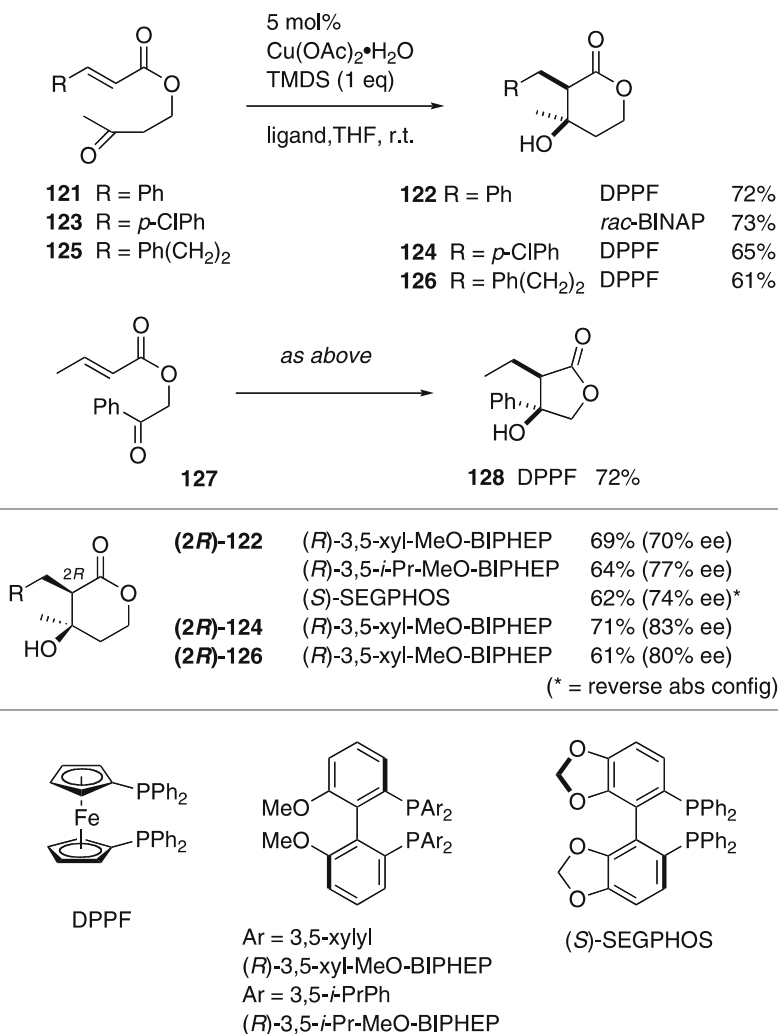 5 mol%
Cu(OAc)2•H2O
TMDS (1 eq)
ligand,THF, r.t.
R
O
O
O
R
O
O
HO
121 R = Ph
123 R = p-ClPh
125 R = Ph(CH2)2
122 R = Ph DPPF 72%
rac-BINAP 73%
124 R = p-ClPh DPPF 65%
126 R = Ph(CH2)2 DPPF 61%
O
O
Ph
O
127
as above
O
O
Ph
HO
128 DPPF 72%
R
2R
O
O
HO
(2R)-122 (R)-3,5-xyl-MeO-BIPHEP 69% (70% ee)
(R)-3,5-i-Pr-MeO-BIPHEP 64% (77% ee)
(S)-SEGPHOS 62% (74% ee)*
(2R)-124 (R)-3,5-xyl-MeO-BIPHEP 71% (83% ee)
(2R)-126 (R)-3,5-xyl-MeO-BIPHEP 61% (80% ee)
(* = reverse abs config)
PPh2
Fe
PPh2
DPPF
MeO
PAr2
MeO
PAr2
Ar = 3,5-xylyl
(R)-3,5-xyl-MeO-BIPHEP
Ar = 3,5-i-PrPh
(R)-3,5-i-Pr-MeO-BIPHEP
O
O
PPh2
O
PPh2
O
(S)-SEGPHOS